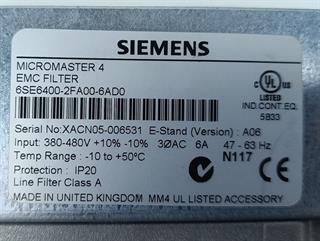 SIEMENS
MICROMASTER 4
EMC FILTER
6SE6400-2FA00-6AD0
C UL US
LISTED
IND.CONT.EQ.
5B33
Serial No:XACN05-006531 E-Stand (Version) : A06
Input: 380-480V +10% -10% 3ØAC 6A 47 - 63 Hz
Temp Range : -10 to +50°C
N117
Protection : IP20
Line Filter Class A
MADE IN UNITED KINGDOM MM4 UL LISTED ACCESSORY